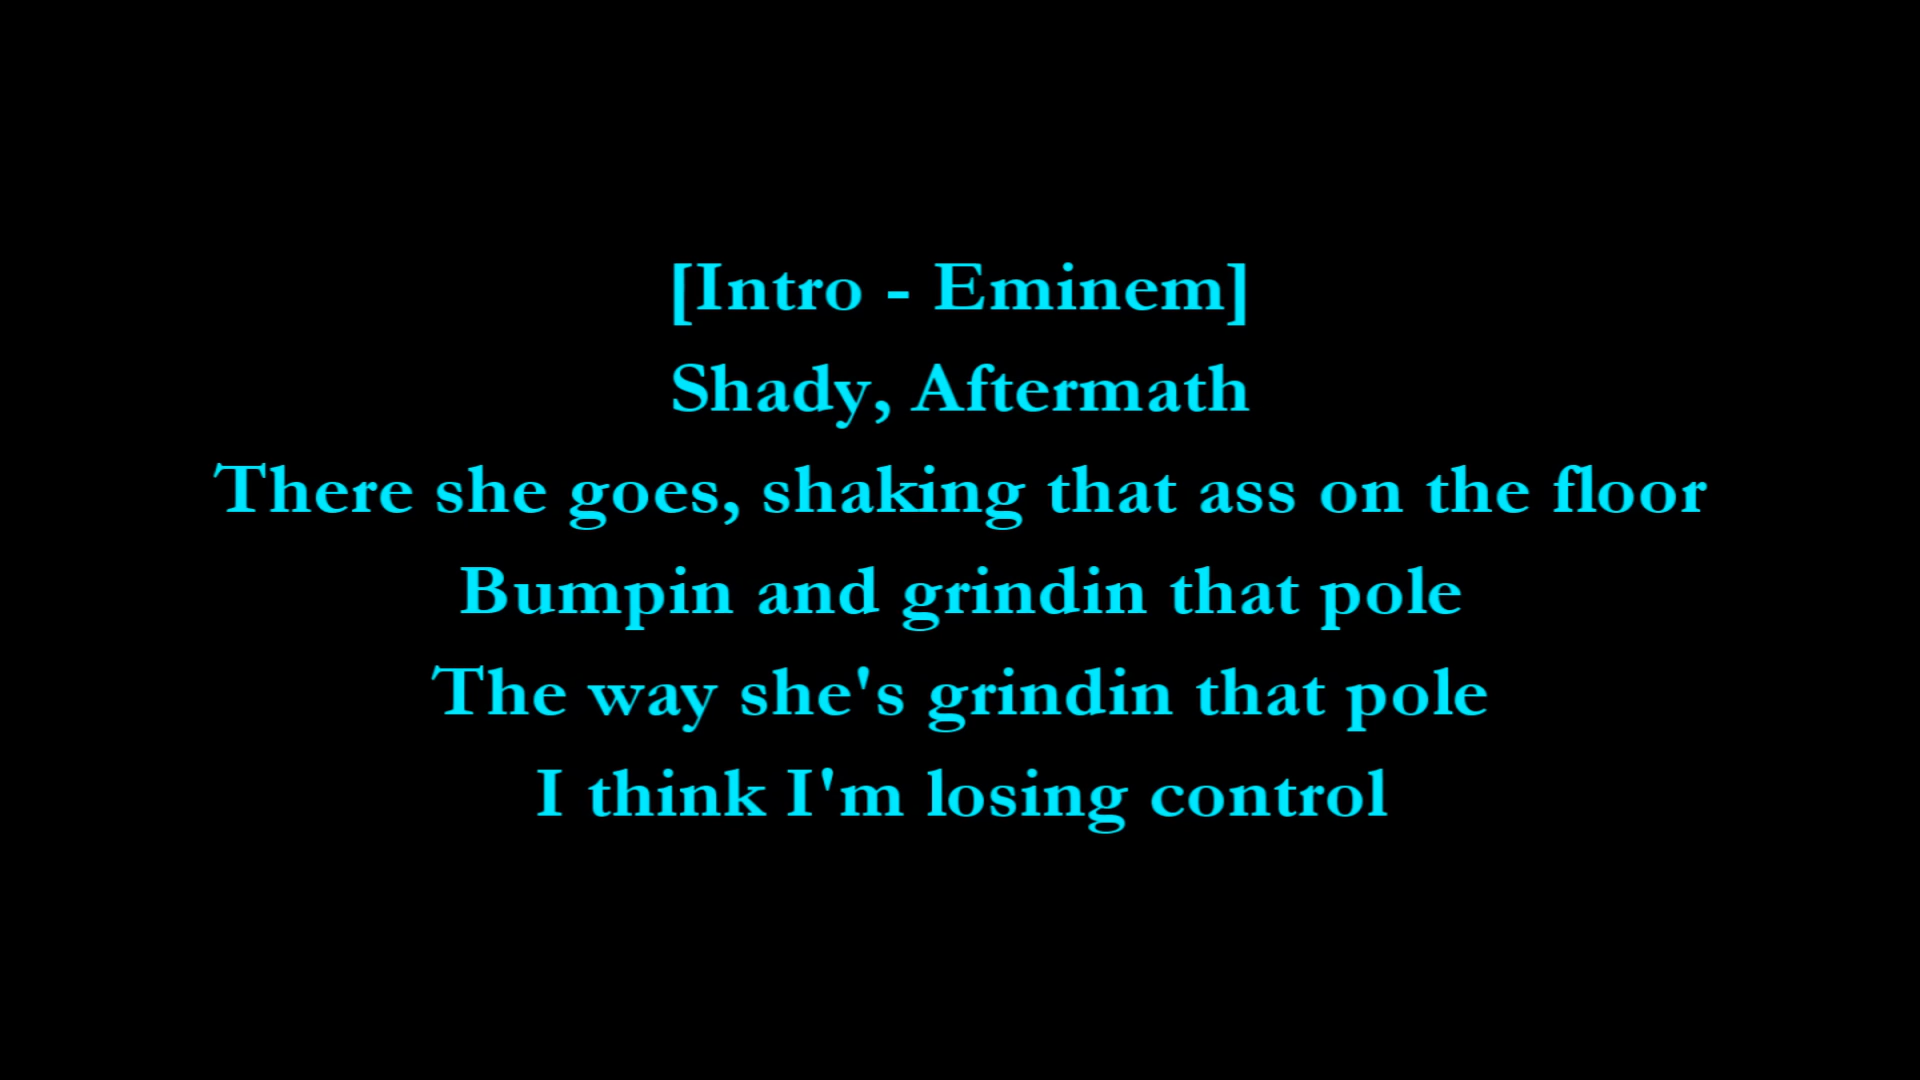 [Intro - Eminem]
Shady, Aftermath
There she goes, shaking that ass on the floor
Bumpin and grindin that pole
The way she's grindin that pole
I think I'm losing control